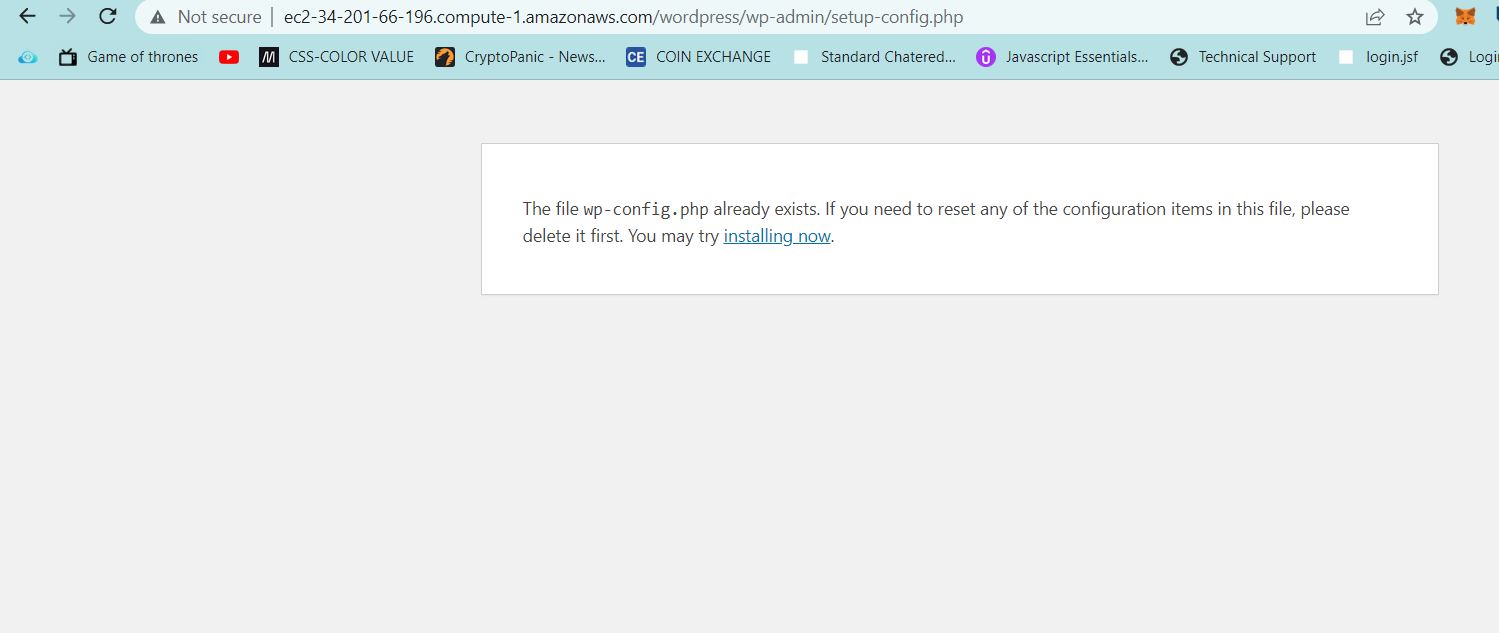 Not secure | ec2-34-201-66-196.compute-1.amazonaws.com/wordpress/wp-admin/setup-config.php
Game of thrones M CSS-COLOR VALUE CryptoPanic - News... CE COIN EXCHANGE Standard Chatered... Û Javascript Essentials... Technical Support login.jsf Logi
The file wp-config.php already exists. If you need to reset any of the configuration items in this file, please
delete it first. You may try installing now.